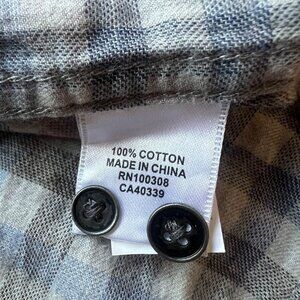 100% COTTON
MADE IN CHINA
RN100308
CA40339